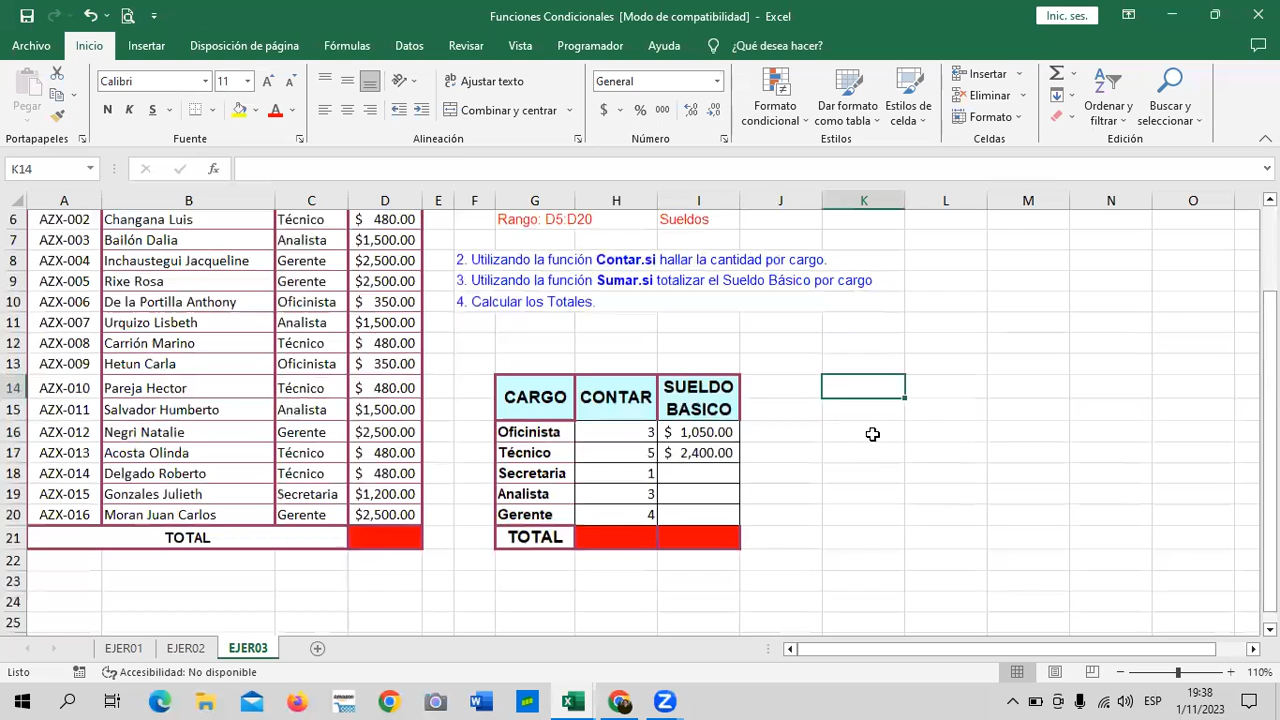 Funciones Condicionales [Modo de compatibilidad] - Excel
Inic. ses.
Archivo Inicio Insertar Disposición de página Fórmulas Datos Revisar Vista Programador Ayuda ¿Qué desea hacer?
Pegar
Calibri 11
Ajustar texto
General
Formato condicional
Dar formato como tabla
Estilos de celda
Insertar
Eliminar
Formato
Ordenar y filtrar
Buscar y seleccionar
N K S
Combinar y centrar
$ % 000
Portapapeles Fuente Alineación Número Estilos Celdas Edición
K14
fx
A B C D E F G H I J K L M N O
6 AZX-002 Changana Luis Técnico $ 480.00 Rango: D5:D20 Sueldos
7 AZX-003 Bailón Dalia Analista $1,500.00
8 AZX-004 Inchaustegui Jacqueline Gerente $2,500.00 2. Utilizando la función Contar.si hallar la cantidad por cargo.
9 AZX-005 Rixe Rosa Gerente $2,500.00 3. Utilizando la función Sumar.si totalizar el Sueldo Básico por cargo
10 AZX-006 De la Portilla Anthony Oficinista $ 350.00 4. Calcular los Totales.
11 AZX-007 Urquizo Lisbeth Analista $1,500.00
12 AZX-008 Carrión Marino Técnico $ 480.00
13 AZX-009 Hetun Carla Oficinista $ 350.00
14 AZX-010 Pareja Hector Técnico $ 480.00 CARGO CONTAR SUELDO BASICO
15 AZX-011 Salvador Humberto Analista $1,500.00
16 AZX-012 Negri Natalie Gerente $2,500.00 Oficinista 3 $ 1,050.00
17 AZX-013 Acosta Olinda Técnico $ 480.00 Técnico 5 $ 2,400.00
18 AZX-014 Delgado Roberto Técnico $ 480.00 Secretaria 1
19 AZX-015 Gonzales Julieth Secretaria $1,200.00 Analista 3
20 AZX-016 Moran Juan Carlos Gerente $2,500.00 Gerente 4
21 TOTAL TOTAL
22
23
24
25
EJER01 EJER02 EJER03
Listo Accesibilidad: No disponible 110%
ESP 19:38
1/11/2023